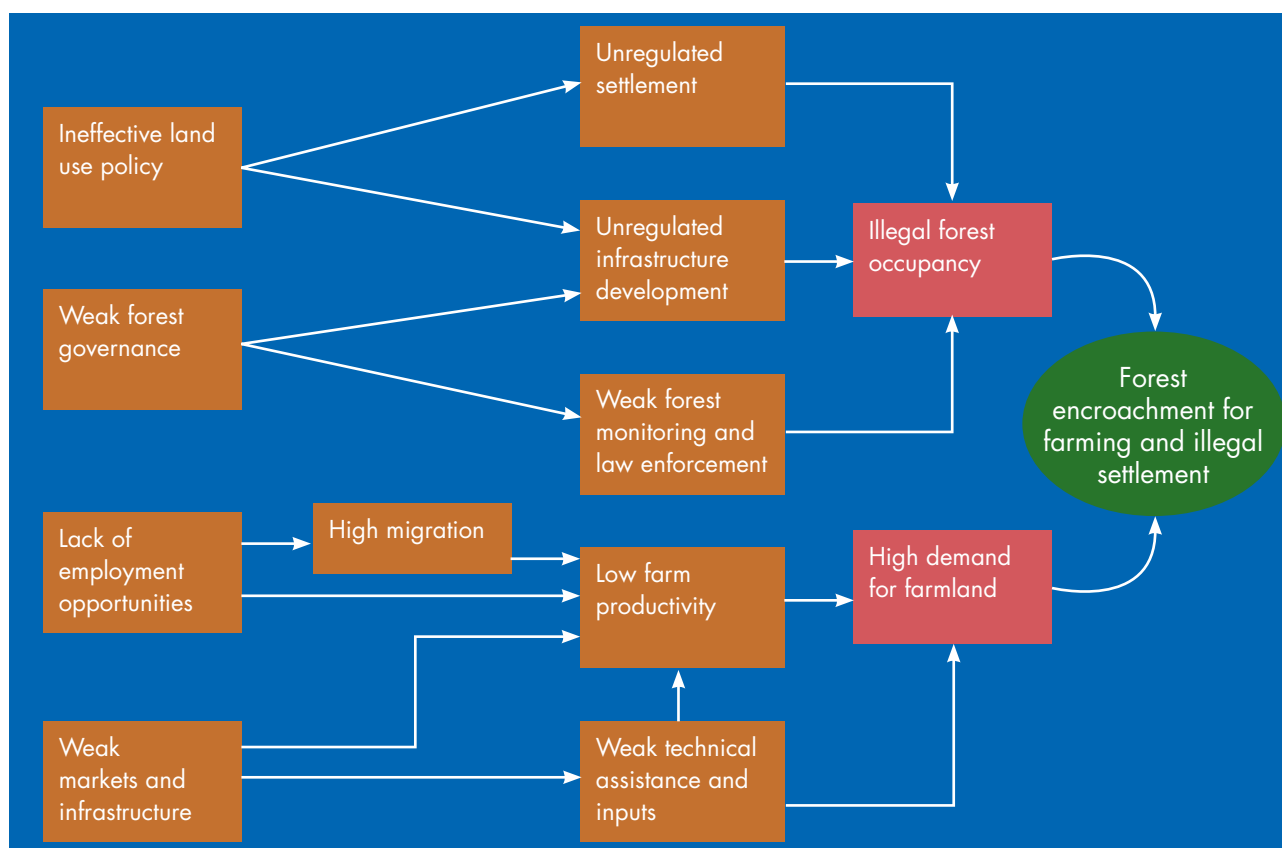 Unregulated
settlement
Ineffective land
use policy
Unregulated
infrastructure
development
Illegal forest
occupancy
Weak forest
governance
Forest
encroachment for
farming and illegal
settlement
Weak forest
monitoring and
law enforcement
Lack of
employment
opportunities
High migration
Low farm
productivity
High demand
for farmland
Weak
markets and
infrastructure
Weak technical
assistance and
inputs